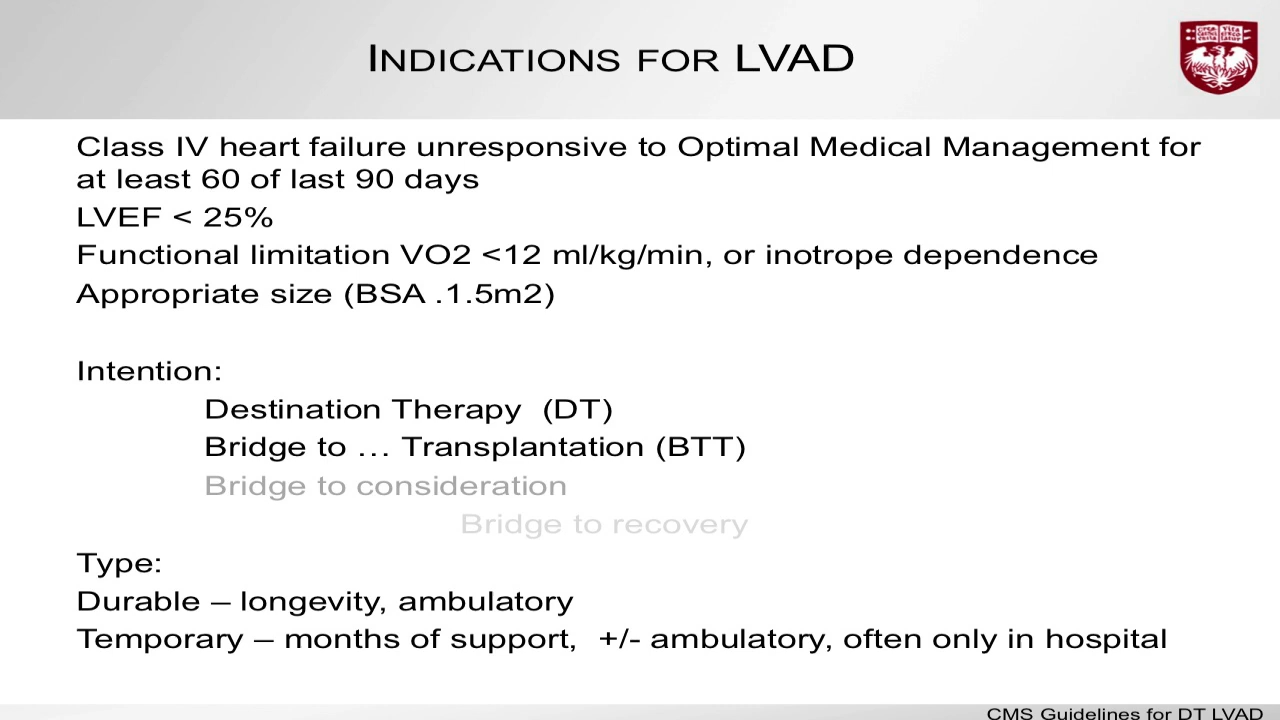 INDICATIONS FOR LVAD
Class IV heart failure unresponsive to Optimal Medical Management for
at least 60 of last 90 days
LVEF < 25%
Functional limitation VO2 <12 ml/kg/min, or inotrope dependence
Appropriate size (BSA .1.5m2)
Intention:
Destination Therapy  (DT)
Bridge to … Transplantation (BTT)
Bridge to consideration
Bridge to recovery
Type:
Durable – longevity, ambulatory
Temporary – months of support,  +/- ambulatory, often only in hospital
CMS Guidelines for DT LVAD